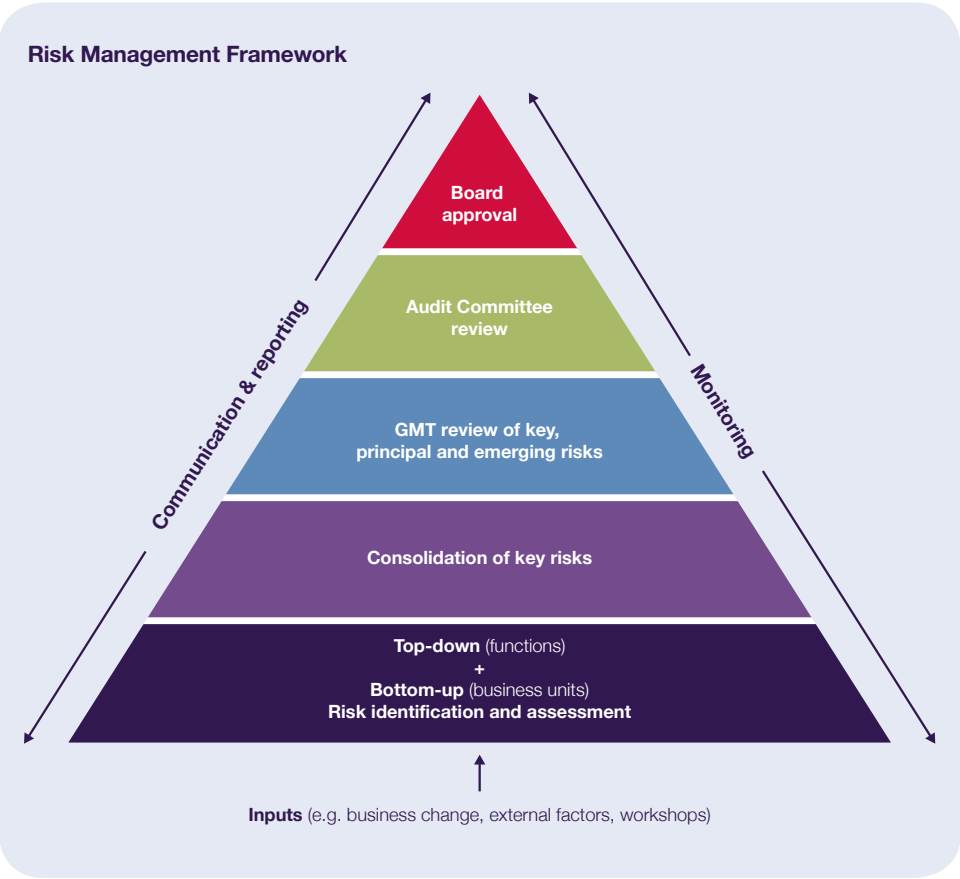 Risk Management Framework
Board
approval
Audit Committee
review
Communication & reporting
Monitoring
GMT review of key,
principal and emerging risks
Consolidation of key risks
Top-down (functions)
+
Bottom-up (business units)
Risk identification and assessment
Inputs (e.g. business change, external factors, workshops)